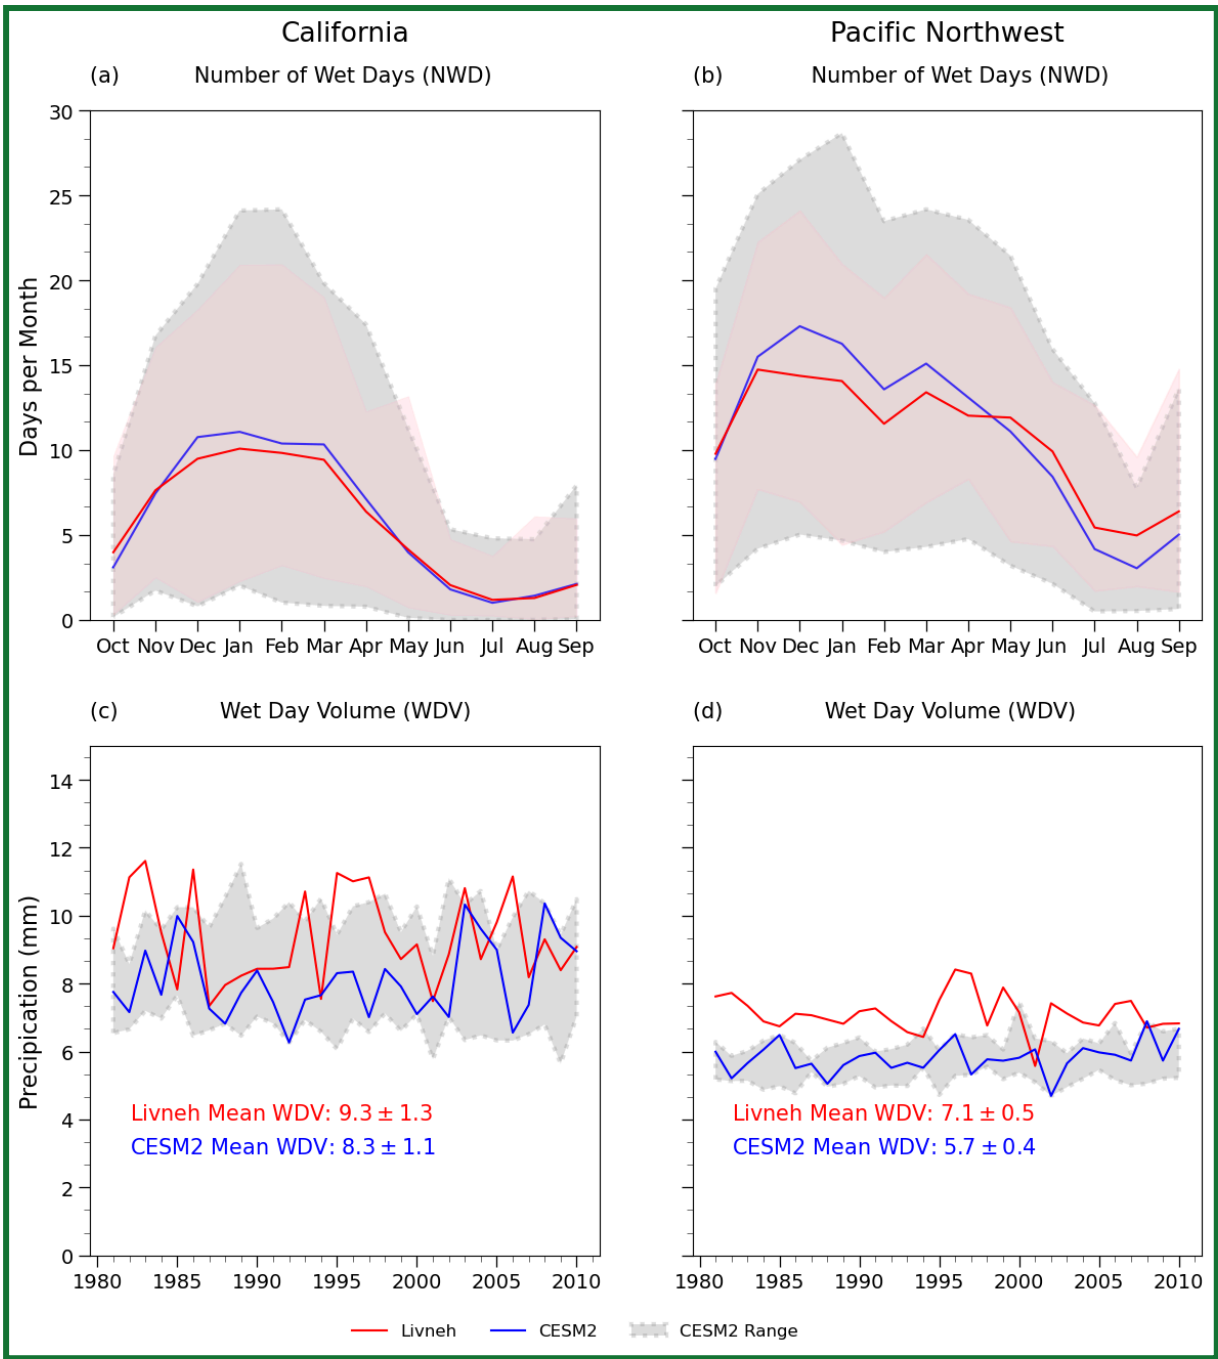 California
Pacific Northwest
(a)
Number of Wet Days (NWD)
(b)
Number of Wet Days (NWD)
Days per Month
30
25
20
15
10
5
0
Oct Nov Dec Jan Feb Mar Apr May Jun Jul Aug Sep
Oct Nov Dec Jan Feb Mar Apr May Jun Jul Aug Sep
(c)
Wet Day Volume (WDV)
(d)
Wet Day Volume (WDV)
Precipication (mm)
14
12
10
8
6
4
2
0
Livneh Mean WDV: 9.3 ± 1.3
CESM2 Mean WDV: 8.3 ± 1.1
Livneh Mean WDV: 7.1 ± 0.5
CESM2 Mean WDV: 5.7 ± 0.4
1980 1985 1990 1995 2000 2005 2010
1980 1985 1990 1995 2000 2005 2010
Livneh CESM2 CESM2 Range